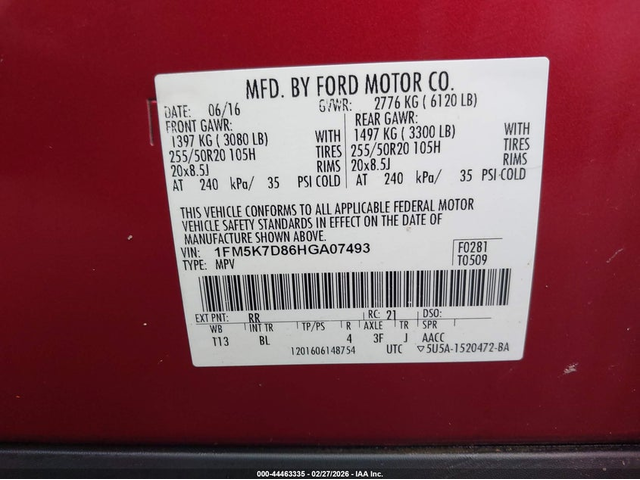 MFD. BY FORD MOTOR CO.
DATE: 06/16 GVWR: 2776 KG ( 6120 LB)
FRONT GAWR: REAR GAWR:
1397 KG ( 3080 LB) WITH 1497 KG ( 3300 LB) WITH
255/50R20 105H TIRES 255/50R20 105H TIRES
20x8.5J RIMS 20x8.5J RIMS
AT 240 kPa/ 35 PSI COLD AT 240 kPa/ 35 PSI COLD
THIS VEHICLE CONFORMS TO ALL APPLICABLE FEDERAL MOTOR
VEHICLE SAFETY STANDARDS IN EFFECT ON THE DATE OF
MANUFACTURE SHOWN ABOVE.
VIN: 1FM5K7D86HGA07493 F0281
TYPE: MPV T0509
EXT PNT: RR RC: 21 DSO:
WB INT TR TP/PS R AXLE TR SPR
T13 BL 4 3F J AACC
1201606148754 UTC ▽5U5A-1520472-BA
000-44463335 - 02/27/2026 - IAA Inc.